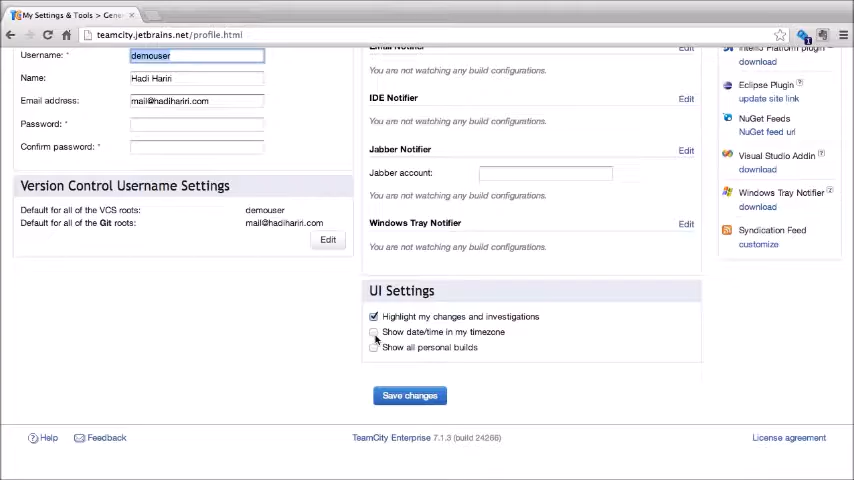 My Settings & Tools > Gene
teamcity.jetbrains.net/profile.html
Username: *
demouser
Name:
Hadi Hariri
Email address:
mail@hadihariri.com
Password: *
Confirm password: *
Version Control Username Settings
Default for all of the VCS roots: demouser
Default for all of the Git roots: mail@hadihariri.com
Edit
Email Notifier Edit
You are not watching any build configurations.
IDE Notifier Edit
You are not watching any build configurations.
Jabber Notifier Edit
Jabber account:
You are not watching any build configurations.
Windows Tray Notifier Edit
You are not watching any build configurations.
UI Settings
Highlight my changes and investigations
Show date/time in my timezone
Show all personal builds
Save changes
IntelliJ Platform plugin
download
Eclipse Plugin ?
update site link
NuGet Feeds
NuGet feed url
Visual Studio Addin ?
download
Windows Tray Notifier ?
download
Syndication Feed
customize
? Help Feedback TeamCity Enterprise 7.1.3 (build 24266) License agreement